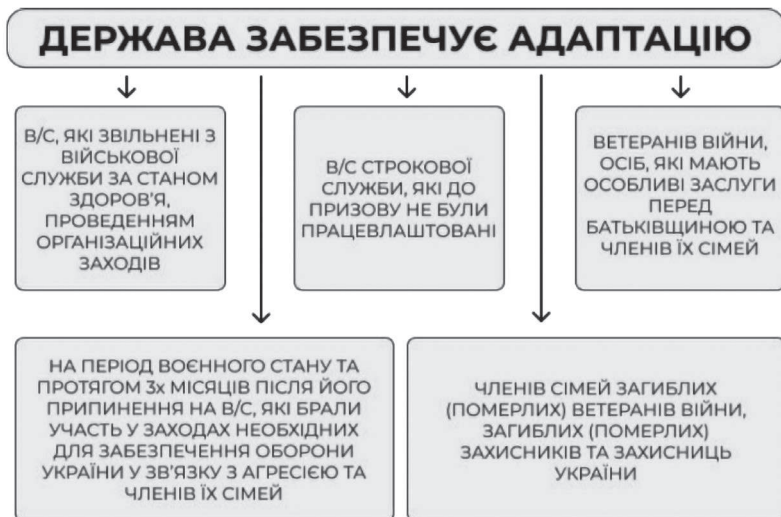 ДЕРЖАВА ЗАБЕЗПЕЧУЄ АДАПТАЦІЮ
В/С, ЯКІ ЗВІЛЬНЕНІ З
ВІЙСЬКОВОЇ
СЛУЖБИ ЗА СТАНОМ
ЗДОРОВ’Я,
ПРОВЕДЕННЯМ
ОРГАНІЗАЦІЙНИХ
ЗАХОДІВ
В/С СТРОКОВОЇ
СЛУЖБИ, ЯКІ ДО
ПРИЗОВУ НЕ БУЛИ
ПРАЦЕВЛАШТОВАНІ
ВЕТЕРАНІВ ВІЙНИ,
ОСІБ, ЯКІ МАЮТЬ
ОСОБЛИВІ ЗАСЛУГИ
ПЕРЕД
БАТЬКІВЩИНОЮ ТА
ЧЛЕНІВ ЇХ СІМЕЙ
НА ПЕРІОД ВОЄННОГО СТАНУ ТА
ПРОТЯГОМ 3х МІСЯЦІВ ПІСЛЯ ЙОГО
ПРИПИНЕННЯ НА В/С, ЯКІ БРАЛИ
УЧАСТЬ У ЗАХОДАХ НЕОБХІДНИХ
ДЛЯ ЗАБЕЗПЕЧЕННЯ ОБОРОНИ
УКРАЇНИ У ЗВ’ЯЗКУ З АГРЕСІЄЮ ТА
ЧЛЕНІВ ЇХ СІМЕЙ
ЧЛЕНІВ СІМЕЙ ЗАГИБЛИХ
(ПОМЕРЛИХ) ВЕТЕРАНІВ ВІЙНИ,
ЗАГИБЛИХ (ПОМЕРЛИХ)
ЗАХИСНИКІВ ТА ЗАХИСНИЦЬ
УКРАЇНИ